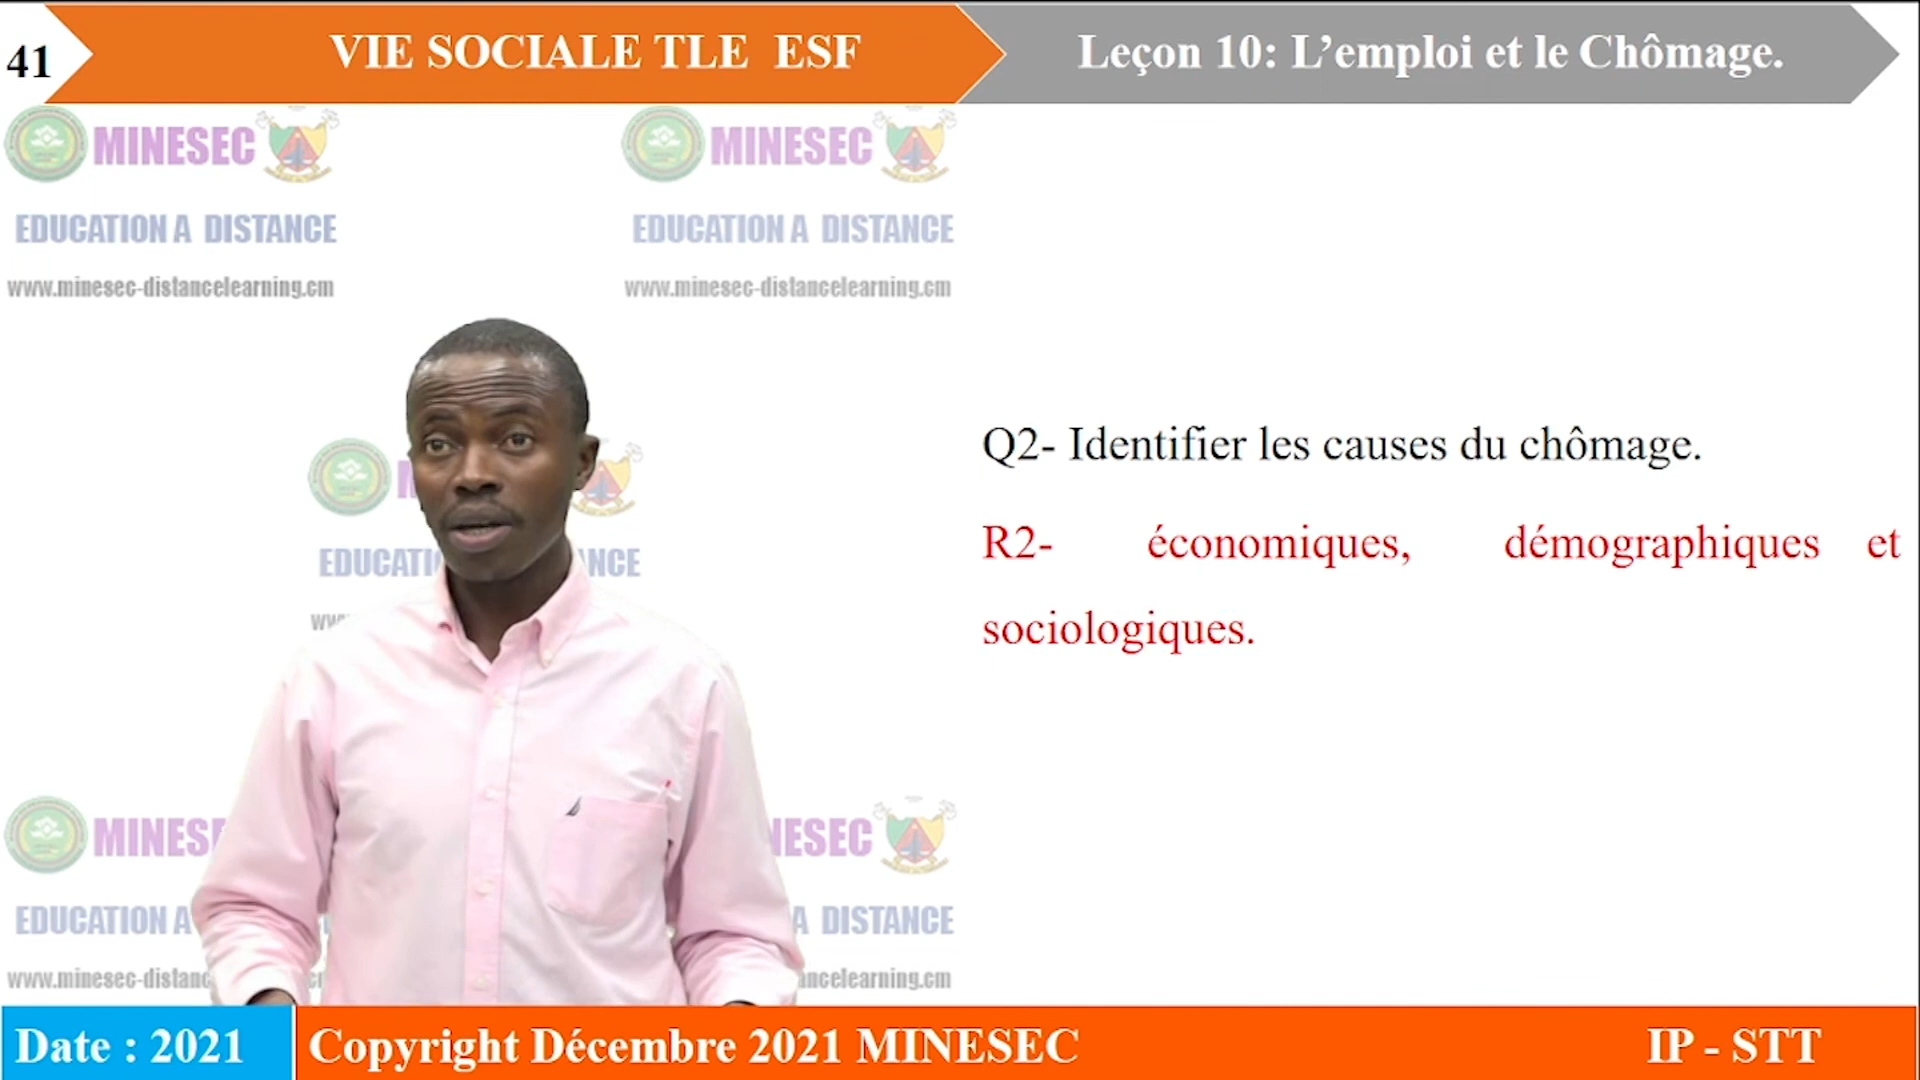 41
VIE SOCIALE TLE ESF
Leçon 10: L’emploi et le Chômage.
MINESEC
MINESEC
EDUCATION A DISTANCE
EDUCATION A DISTANCE
www.minesec-distancelearning.cm
www.minesec-distancelearning.cm
Q2- Identifier les causes du chômage.
R2- économiques, démographiques et
sociologiques.
Date : 2021
Copyright Décembre 2021 MINESEC
IP - STT